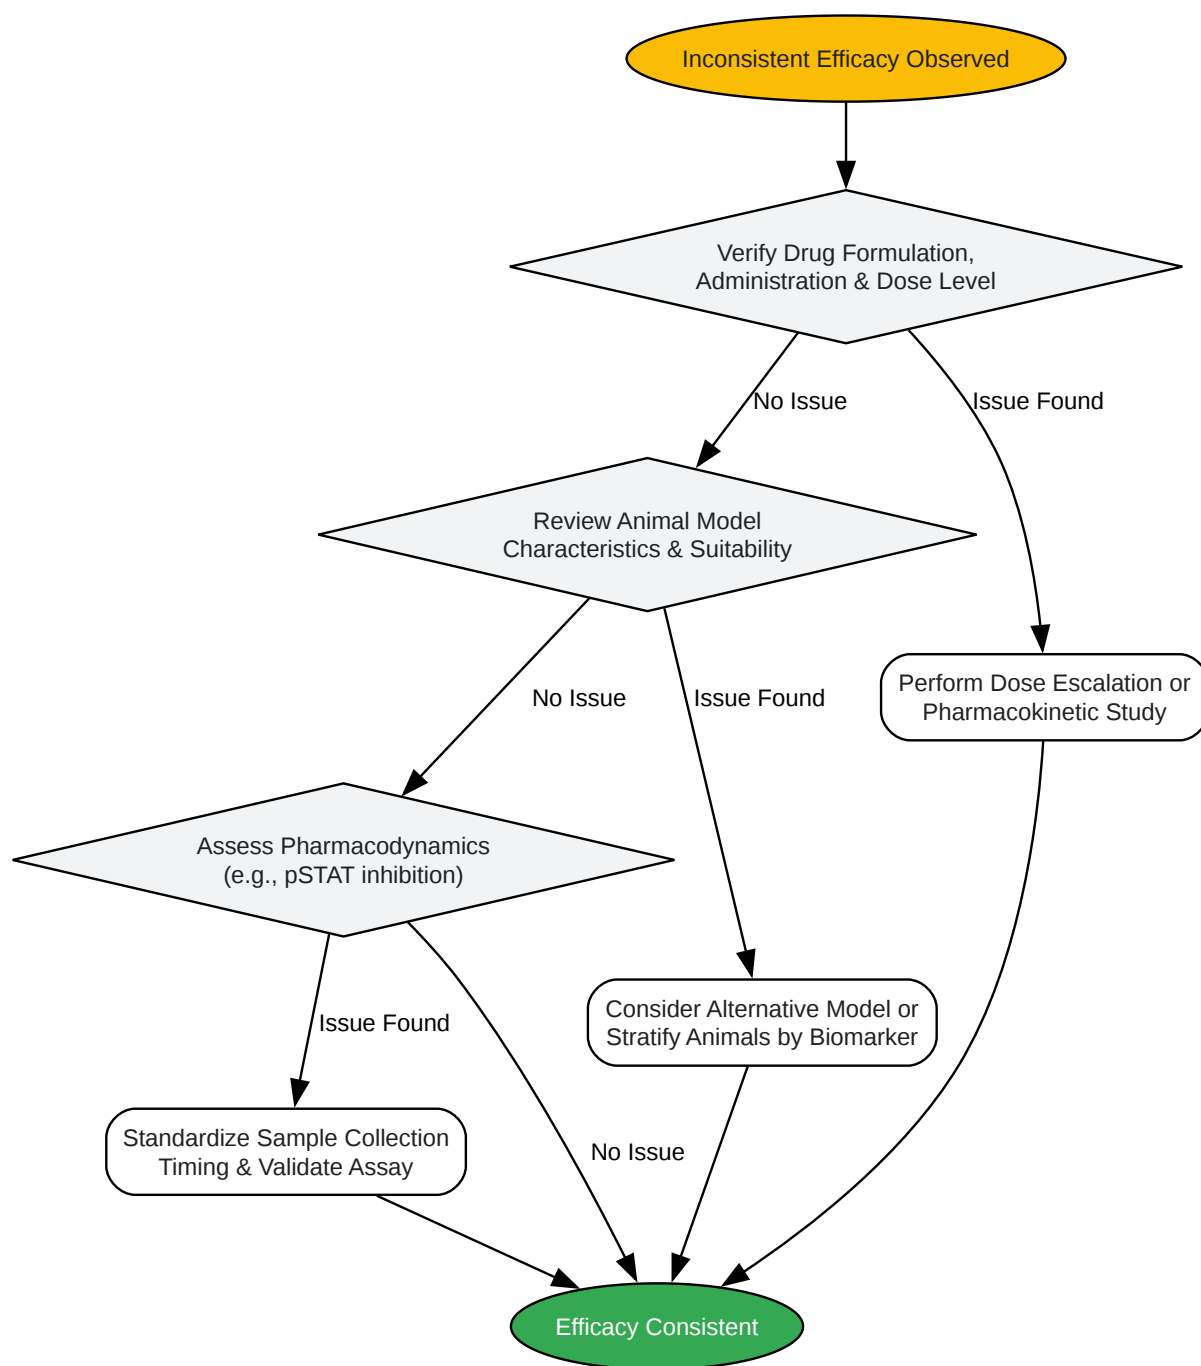 Inconsistent Efficacy Observed
Verify Drug Formulation,
Administration & Dose Level
No Issue
Issue Found
Review Animal Model
Characteristics & Suitability
No Issue
Issue Found
Perform Dose Escalation or
Pharmacokinetic Study
Assess Pharmacodynamics
(e.g., pSTAT inhibition)
Issue Found
Consider Alternative Model or
Stratify Animals by Biomarker
Standardize Sample Collection
Timing & Validate Assay
No Issue
Efficacy Consistent